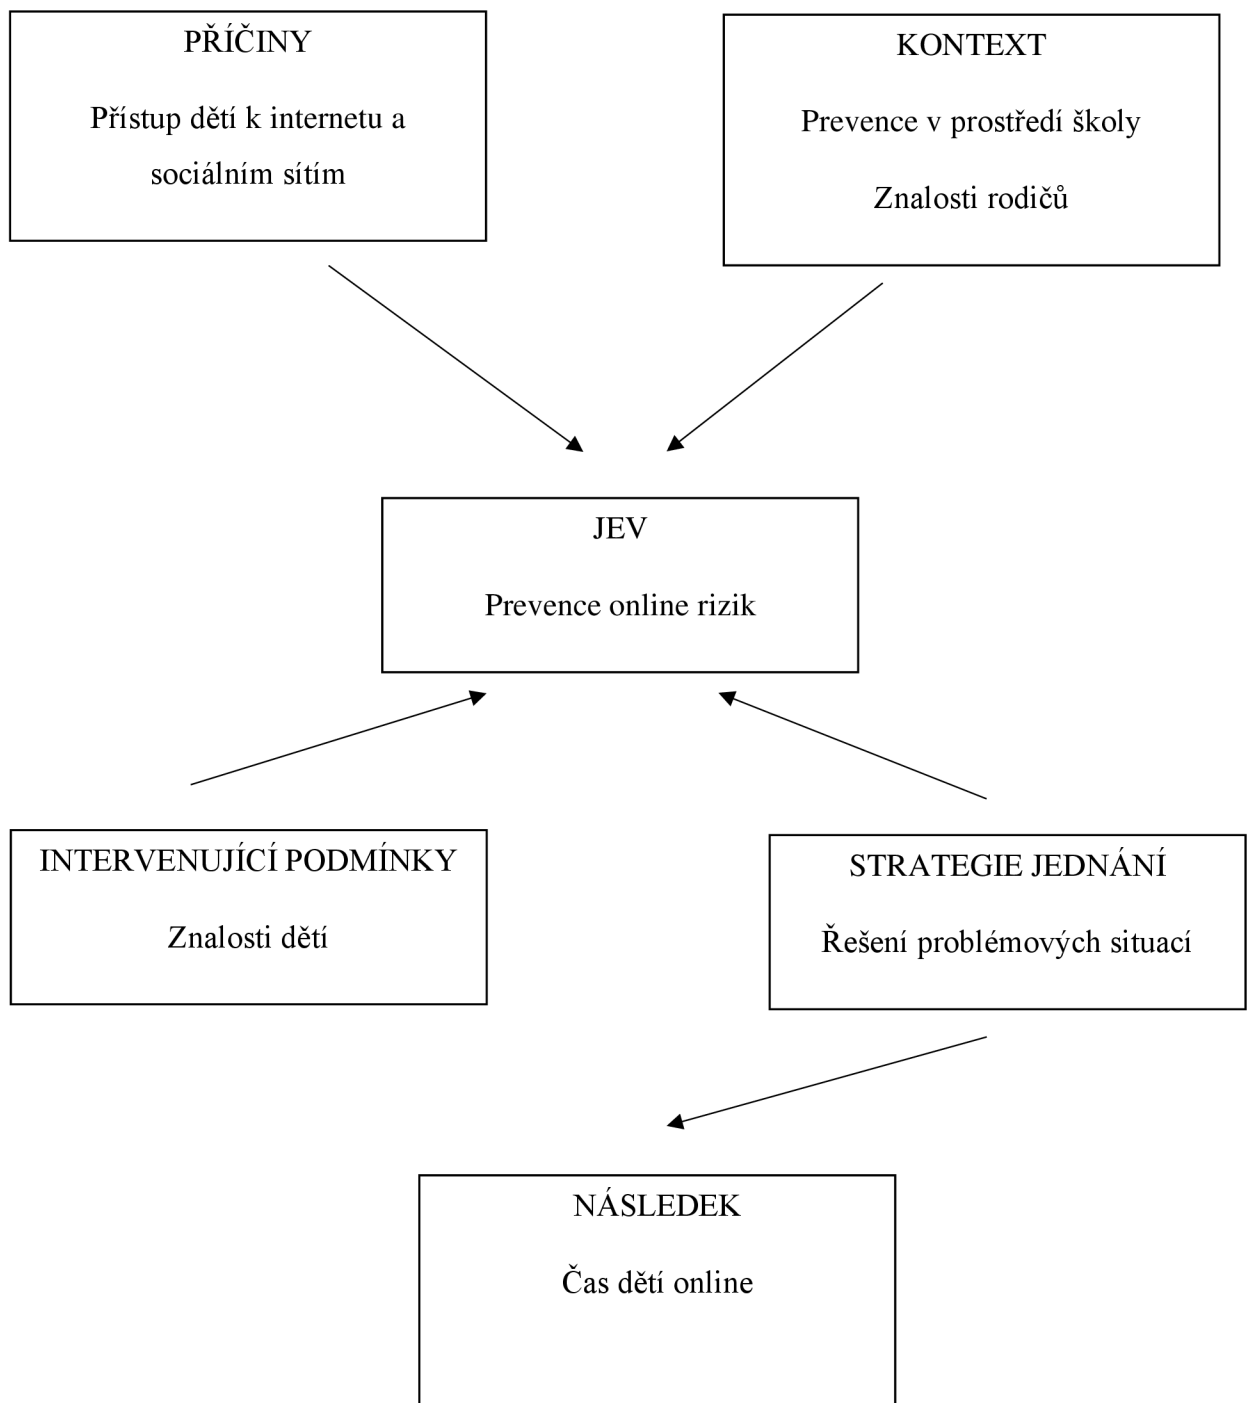 PŘÍČINY
Přístup dětí k internetu a
sociálním sítím
KONTEXT
Prevence v prostředí školy
Znalosti rodičů
JEV
Prevence online rizik
INTERVENUJÍCÍ PODMÍNKY
Znalosti dětí
STRATEGIE JEDNÁNÍ
Řešení problémových situací
NÁSLEDEK
Čas dětí online